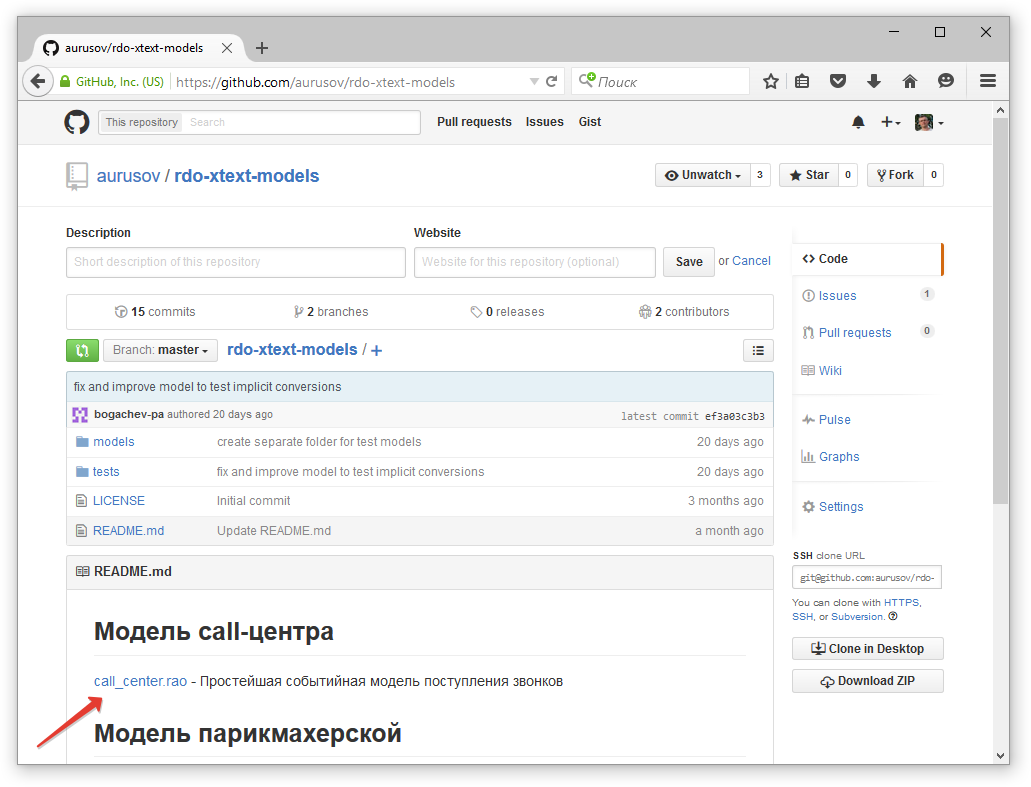 aurusov/rdo-xtext-models
GitHub, Inc. (US) https://github.com/aurusov/rdo-xtext-models Поиск
This repository Search Pull requests Issues Gist
aurusov / rdo-xtext-models Unwatch 3 Star 0 Fork 0
Description Website
Short description of this repository Website for this repository (optional) Save or Cancel
15 commits 2 branches 0 releases 2 contributors
Branch: master rdo-xtext-models / +
fix and improve model to test implicit conversions
bogachev-pa authored 20 days ago latest commit ef3a03c3b3
models create separate folder for test models 20 days ago
tests fix and improve model to test implicit conversions 20 days ago
LICENSE Initial commit 3 months ago
README.md Update README.md a month ago
README.md
Модель call-центра
call_center.rao - Простейшая событийная модель поступления звонков
Модель парикмахерской
Code
Issues 1
Pull requests 0
Wiki
Pulse
Graphs
Settings
SSH clone URL
git@github.com:aurusov/rdo-
You can clone with HTTPS,
SSH, or Subversion.
Clone in Desktop
Download ZIP